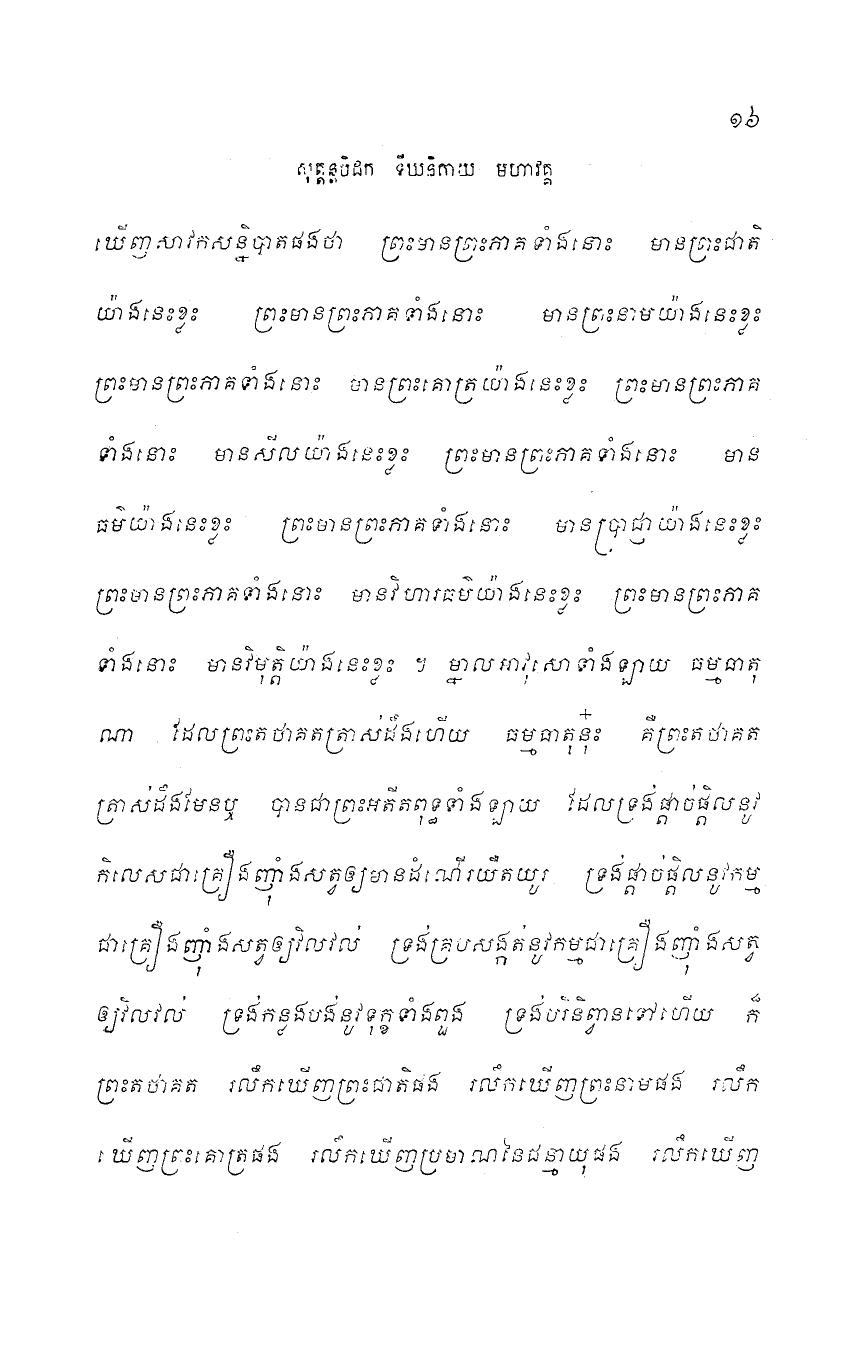 ១៦
សុត្តន្តបិដក ទីឃនិកាយ មហាវគ្គ
ឃើញសាវកសន្និបាតផងថា ព្រះមានព្រះភាគទាំងនោះ មានព្រះជាតិ
យ៉ាងនេះខ្លះ ព្រះមានព្រះភាគទាំងនោះ មានព្រះនាមយ៉ាងនេះខ្លះ
ព្រះមានព្រះភាគទាំងនោះ មានព្រះគោត្រយ៉ាងនេះខ្លះ ព្រះមានព្រះភាគ
ទាំងនោះ មានសីលយ៉ាងនេះខ្លះ ព្រះមានព្រះភាគទាំងនោះ មាន
ធម៌យ៉ាងនេះខ្លះ ព្រះមានព្រះភាគទាំងនោះ មានប្រាជ្ញាយ៉ាងនេះខ្លះ
ព្រះមានព្រះភាគទាំងនោះ មានវិហារធម៌យ៉ាងនេះខ្លះ ព្រះមានព្រះភាគ
ទាំងនោះ មានវិមុត្តិយ៉ាងនេះខ្លះ ។ ម្នាលអាវុសោទាំងឡាយ ធម្មធាតុ
ណា ដែលព្រះតថាគតត្រាស់ដឹងហើយ ធម្មធាតុនុ៎ះ គឺព្រះតថាគត
ត្រាស់ដឹងមែនឬ បានជាព្រះអតីតពុទ្ធទាំងឡាយ ដែលទ្រង់ផ្តាច់ផ្តិលនូវ
កិលេសជាគ្រឿងញុំាងសត្វឲ្យមានដំណើរយឺតយូរ ទ្រង់ផ្តាច់ផ្តិលនូវកម្ម
ជាគ្រឿងញុំាងសត្វឲ្យវិលវល់ ទ្រង់គ្របសង្កត់នូវកម្មជាគ្រឿងញុំាងសត្វ
ឲ្យវិលវល់ ទ្រង់កន្លងបង់នូវទុក្ខទាំងពួង ទ្រង់បរិនិព្វានទៅហើយ ក៏
ព្រះតថាគត រលឹកឃើញព្រះជាតិផង រលឹកឃើញព្រះនាមផង រលឹក
ឃើញព្រះគោត្រផង រលឹកឃើញប្រមាណនៃជន្មាយុផង រលឹកឃើញ